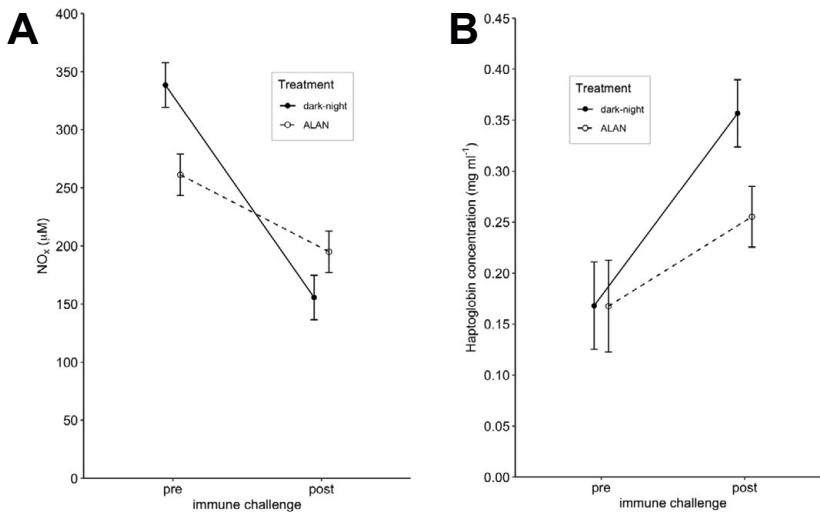 A
400
350
300
250
200
150
100
50
0
NOx (μM)
Treatment
dark-night
ALAN
pre
post
immune challenge
B
0.45
0.40
0.35
0.30
0.25
0.20
0.15
0.10
0.05
0.00
Haptoglobin concentration (mg ml⁻¹)
Treatment
dark-night
ALAN
pre
post
immune challenge